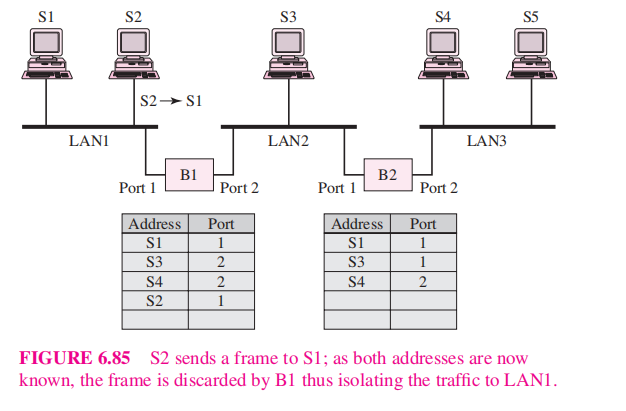 S1 S2 S3 S4 S5
S2 → S1
LAN1 LAN2 LAN3
B1 B2
Port 1 Port 2 Port 1 Port 2
Address Port Address Port
S1 1 S1 1
S3 2 S3 1
S4 2 S4 2
S2 1
FIGURE 6.85 S2 sends a frame to S1; as both addresses are now
known, the frame is discarded by B1 thus isolating the traffic to LAN1.